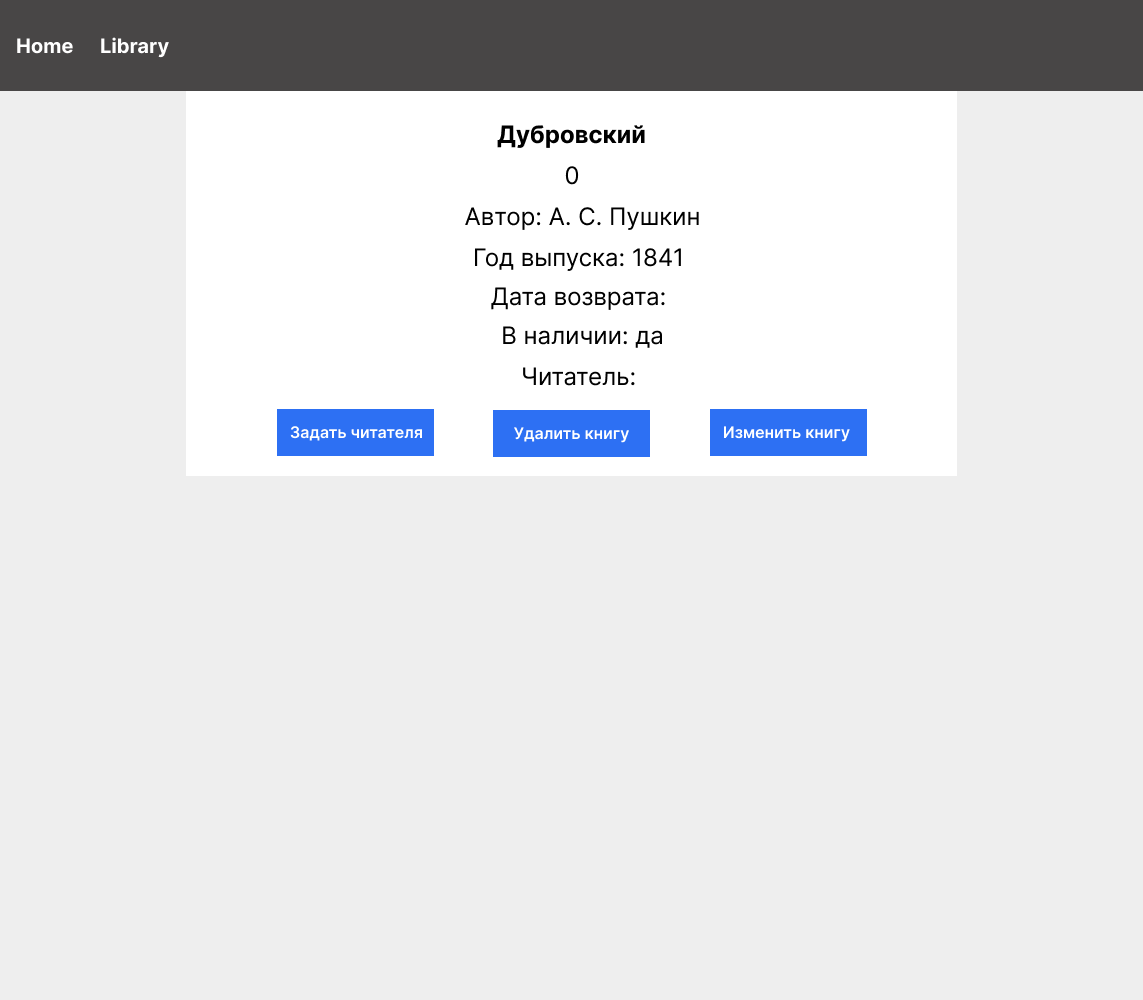 Home Library
Дубровский
0
Автор: А. С. Пушкин
Год выпуска: 1841
Дата возврата:
В наличии: да
Читатель:
Задать читателя Удалить книгу Изменить книгу